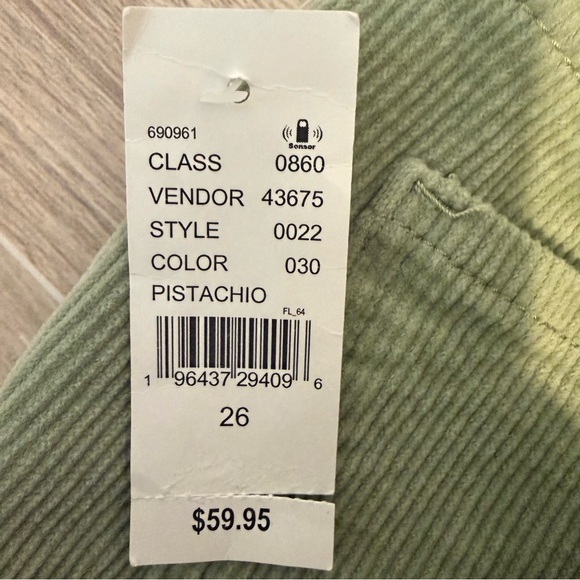 690961
Sensor
CLASS 0860
VENDOR 43675
STYLE 0022
COLOR 030
PISTACHIO
FL_64
1 96437 29409 6
26
$59.95